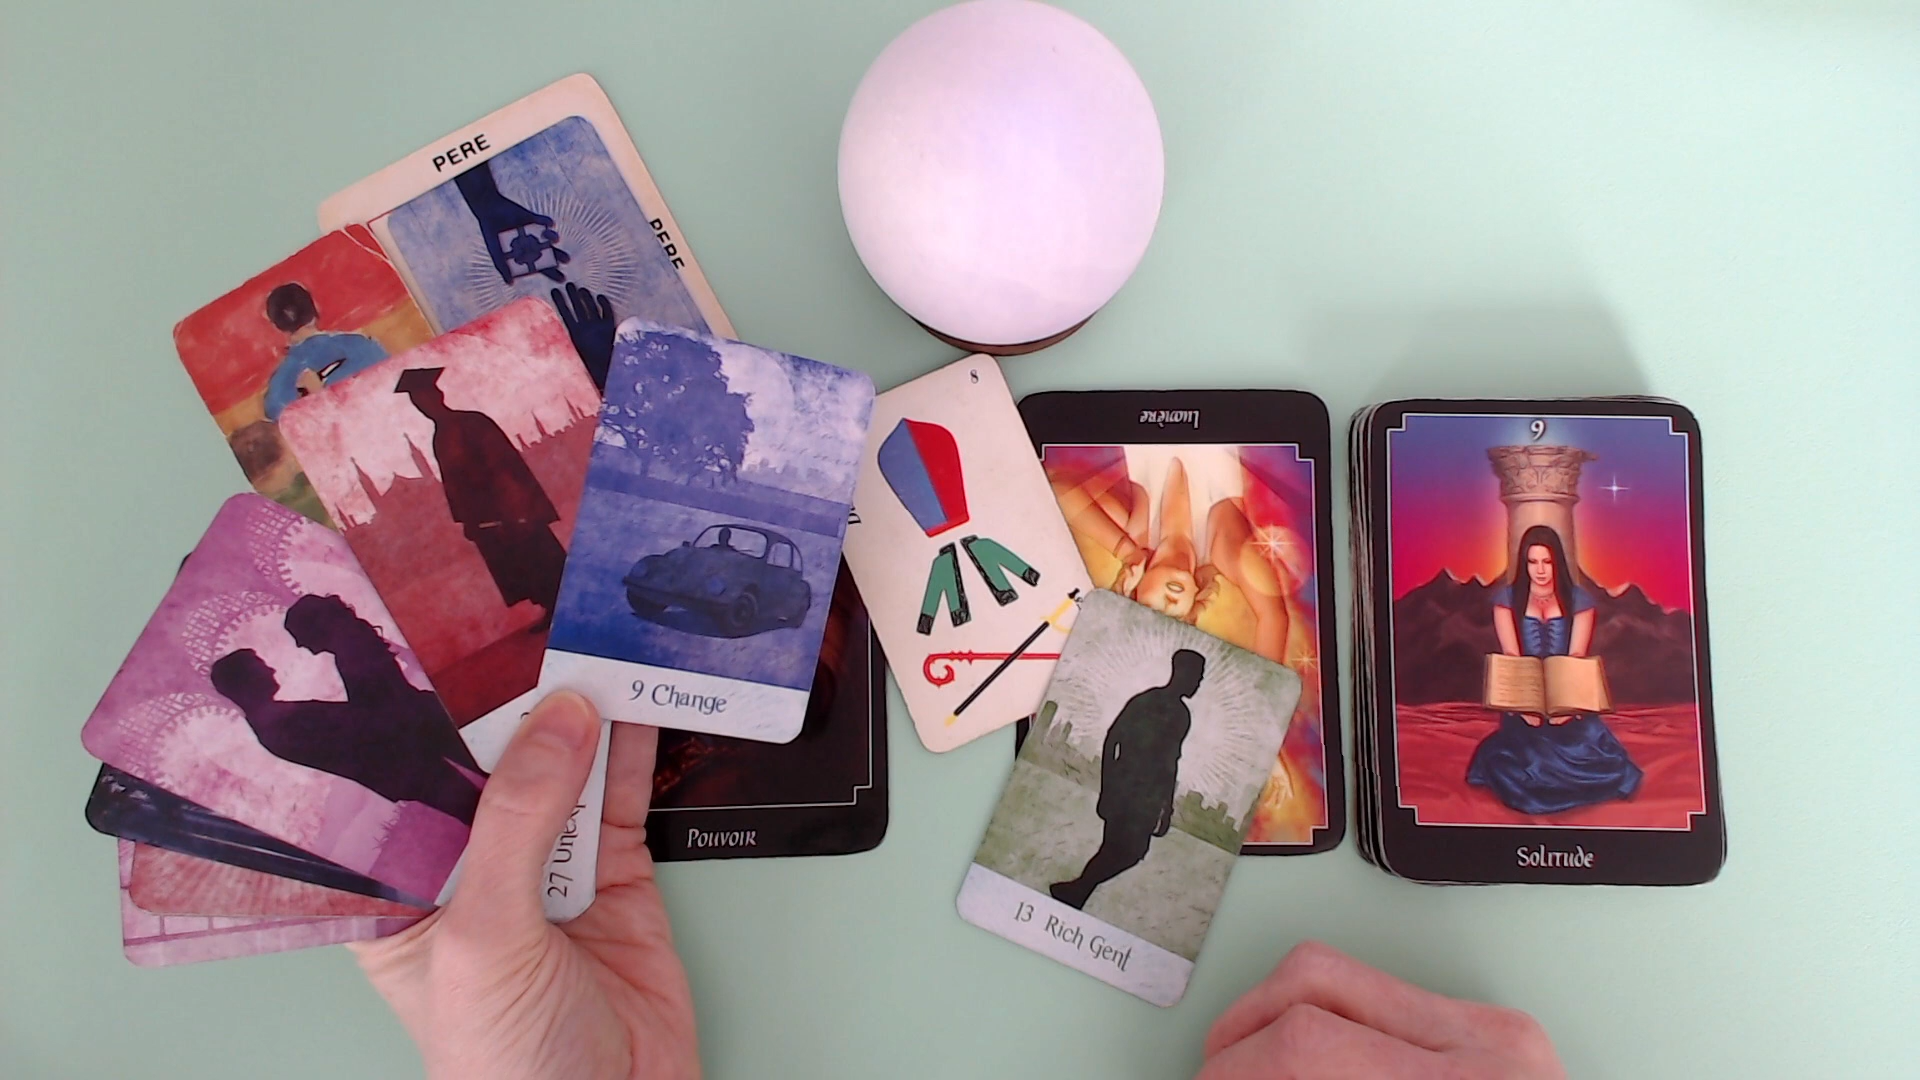 PERE
PERE
8
Lumière
9
9 Change
27 Unex
Pouvoir
13 Rich Gent
Solitude